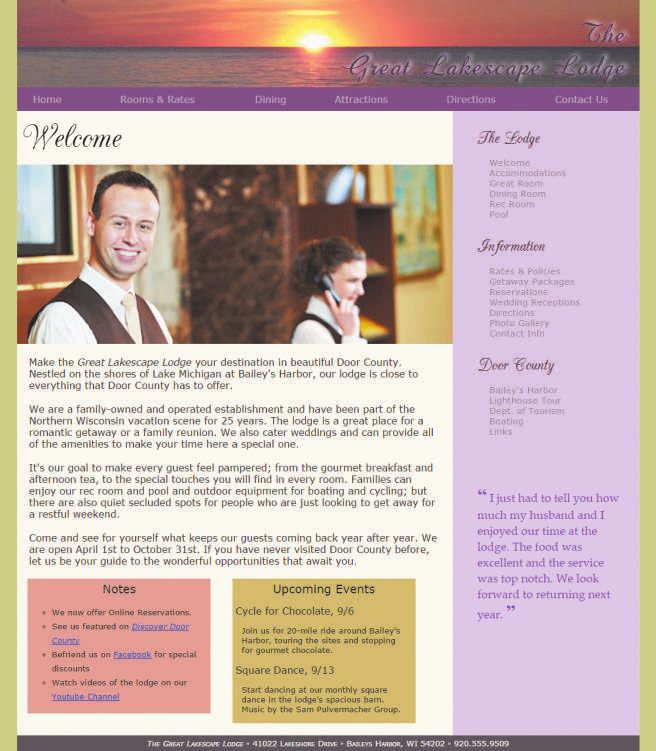 The
Great Lakescape Lodge
Home Rooms & Rates Dining Attractions Directions Contact Us
Welcome
Make the Great Lakescape Lodge your destination in beautiful Door County.
Nestled on the shores of Lake Michigan at Bailey's Harbor, our lodge is close to
everything that Door County has to offer.
We are a family-owned and operated establishment and have been part of the
Northern Wisconsin vacation scene for 25 years. The lodge is a great place for a
romantic getaway or a family reunion. We also cater weddings and can provide all
of the amenities to make your time here a special one.
It's our goal to make every guest feel pampered; from the gourmet breakfast and
afternoon tea, to the special touches you will find in every room. Families can
enjoy our rec room and pool and outdoor equipment for boating and cycling; but
there are also quiet secluded spots for people who are just looking to get away for
a restful weekend.
Come and see for yourself what keeps our guests coming back year after year. We
are open April 1st to October 31st. If you have never visited Door County before,
let us be your guide to the wonderful opportunities that await you.
Notes
• We now offer Online Reservations.
• See us featured on Discover Door
County
• Befriend us on Facebook for special
discounts
• Watch videos of the lodge on our
Youtube Channel
Upcoming Events
Cycle for Chocolate, 9/6
Join us for 20-mile ride around Bailey's
Harbor, touring the sites and stopping
for gourmet chocolate.
Square Dance, 9/13
Start dancing at our monthly square
dance in the lodge's spacious barn.
Music by the Sam Pulvermacher Group.
The Lodge
Welcome
Accommodations
Great Room
Dining Room
Rec Room
Pool
Information
Rates & Policies
Getaway Packages
Reservations
Wedding Receptions
Directions
Photo Gallery
Contact Info
Door County
Bailey's Harbor
Lighthouse Tour
Dept. of Tourism
Boating
Links
“ I just had to tell you how
much my husband and I
enjoyed our time at the
lodge. The food was
excellent and the service
was top notch. We look
forward to returning next
year. ”
The Great Lakescape Lodge • 41022 Lakeshore Drive • Baileys Harbor, WI 54202 • 920.555.9509